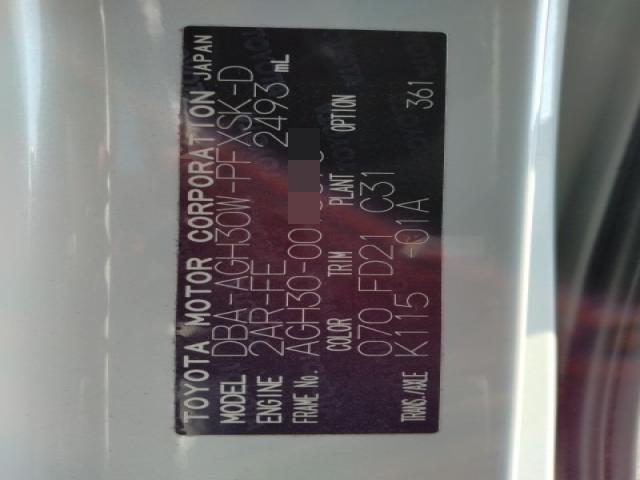 TOYOTA MOTOR CORPORATION JAPAN
MODEL DBA-AGH30W-PFXSK-D
ENGINE 2AR-FE 2493 mL
FRAME No. AGH30-00
COLOR TRIM PLANT OPTION
070 FD21 C31 361
TRANS./AXLE K115 -01A